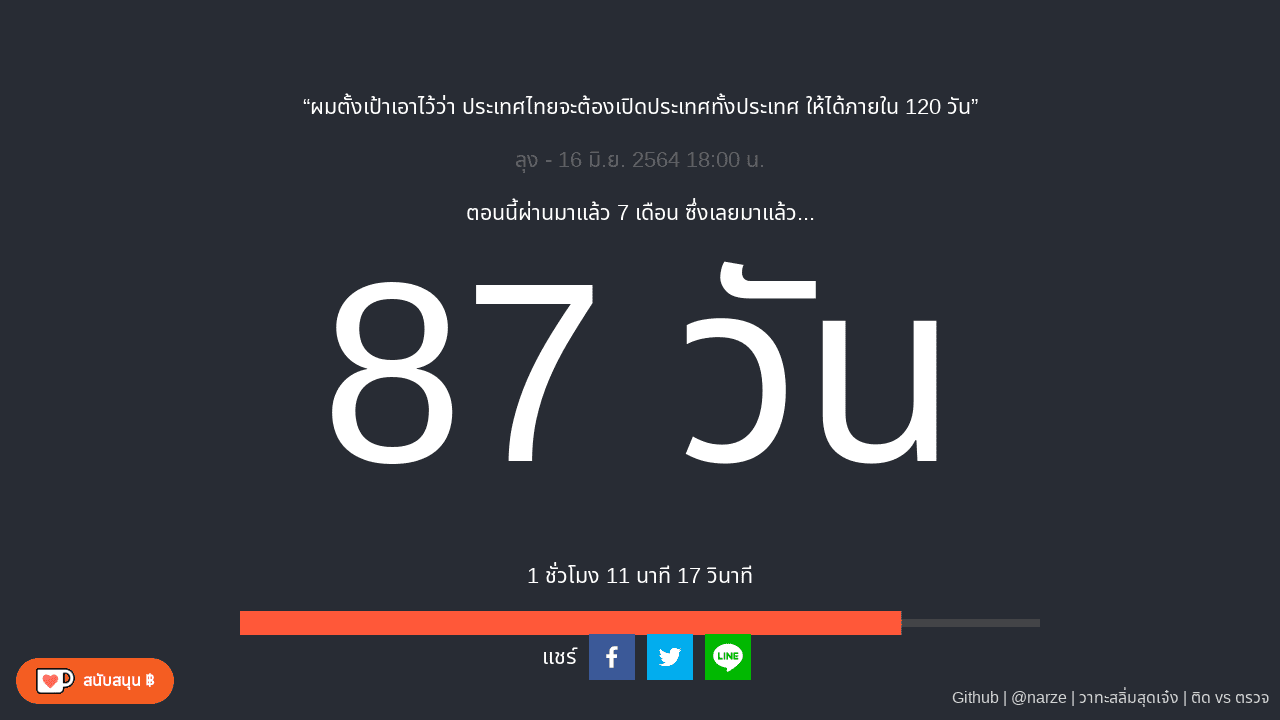 “ผมตั้งเป้าเอาไว้ว่า ประเทศไทยจะต้องเปิดประเทศทั้งประเทศ ให้ได้ภายใน 120 วัน”
ลุง - 16 มิ.ย. 2564 18:00 น.
ตอนนี้ผ่านมาแล้ว 7 เดือน ซึ่งเลยมาแล้ว...
87 วัน
1 ชั่วโมง 11 นาที 17 วินาที
แชร์ LINE
สนับสนุน ฿
Github | @narze | วาทะสลิ่มสุดเจ๋ง | ติด vs ตรวจ